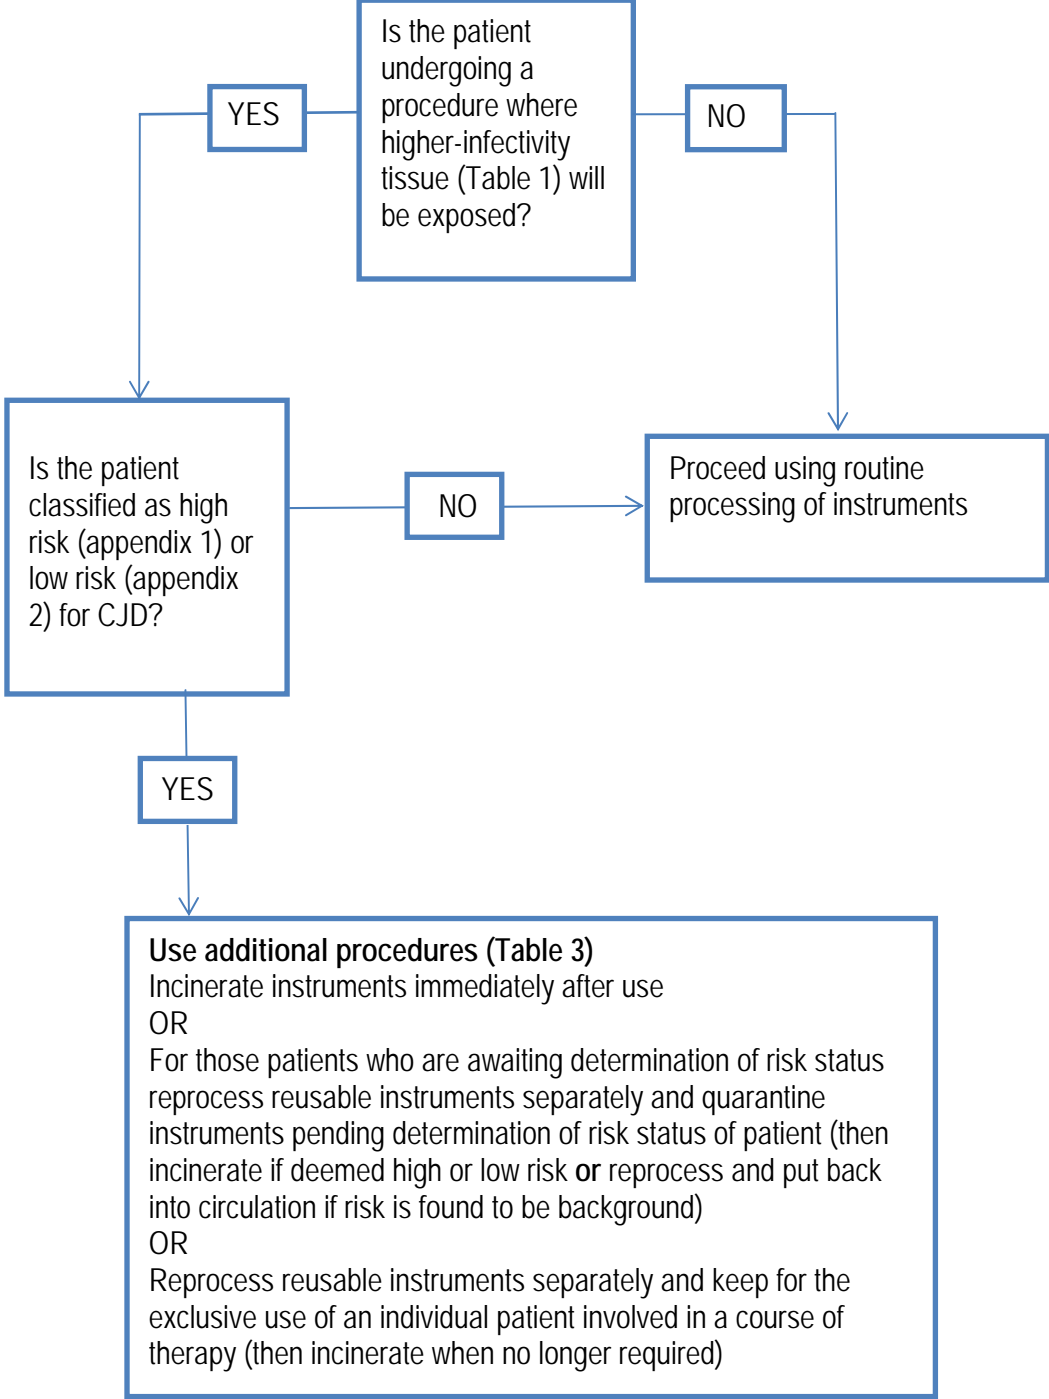 Is the patient
undergoing a
procedure where
higher-infectivity
tissue (Table 1) will
be exposed?
YES
NO
Is the patient
classified as high
risk (appendix 1) or
low risk (appendix
2) for CJD?
NO
Proceed using routine
processing of instruments
YES
Use additional procedures (Table 3)
Incinerate instruments immediately after use
OR
For those patients who are awaiting determination of risk status
reprocess reusable instruments separately and quarantine
instruments pending determination of risk status of patient (then
incinerate if deemed high or low risk or reprocess and put back
into circulation if risk is found to be background)
OR
Reprocess reusable instruments separately and keep for the
exclusive use of an individual patient involved in a course of
therapy (then incinerate when no longer required)